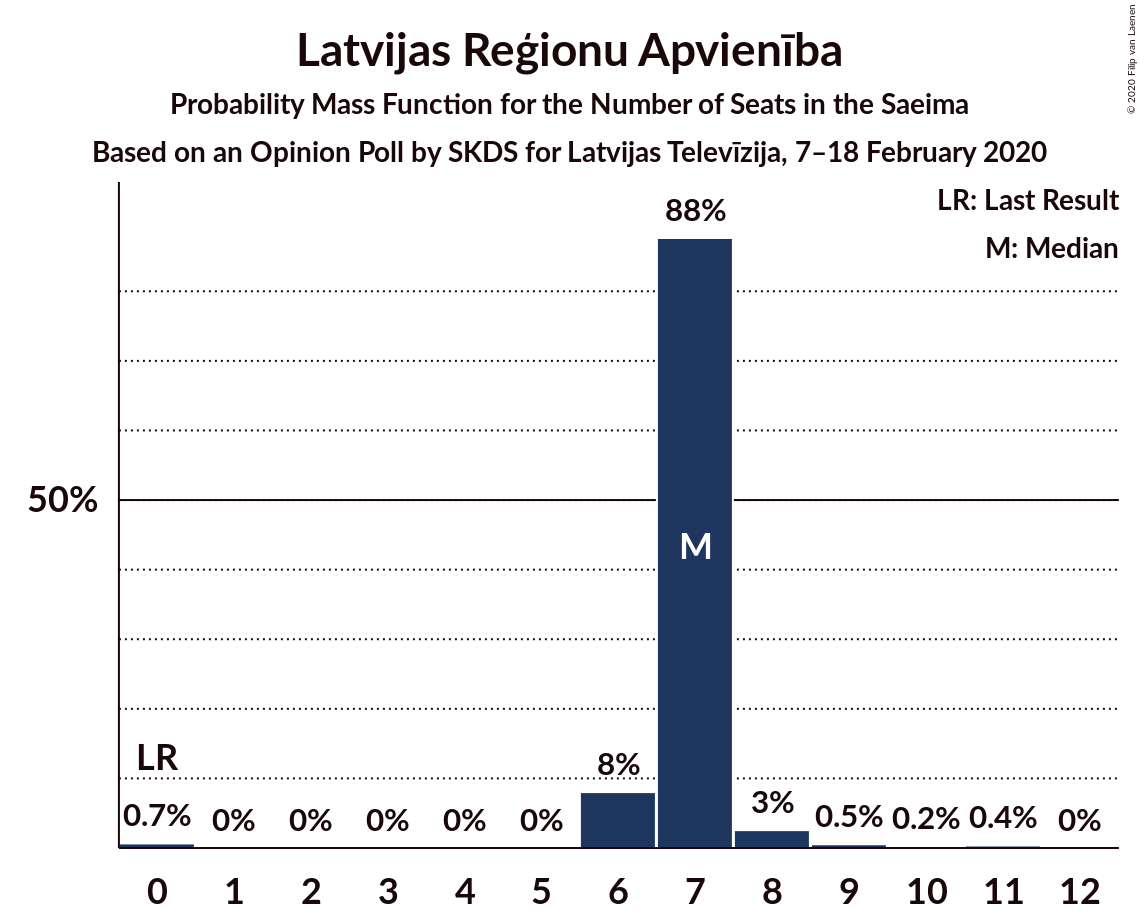 Latvijas Reģionu Apvienība
Probability Mass Function for the Number of Seats in the Saeima
Based on an Opinion Poll by SKDS for Latvijas Televīzija, 7–18 February 2020
© 2020 Filip van Laenen
LR: Last Result
M: Median
88%
50%
M
LR
0.7% 0% 0% 0% 0% 0% 8% 3% 0.5% 0.2% 0.4% 0%
0 1 2 3 4 5 6 7 8 9 10 11 12